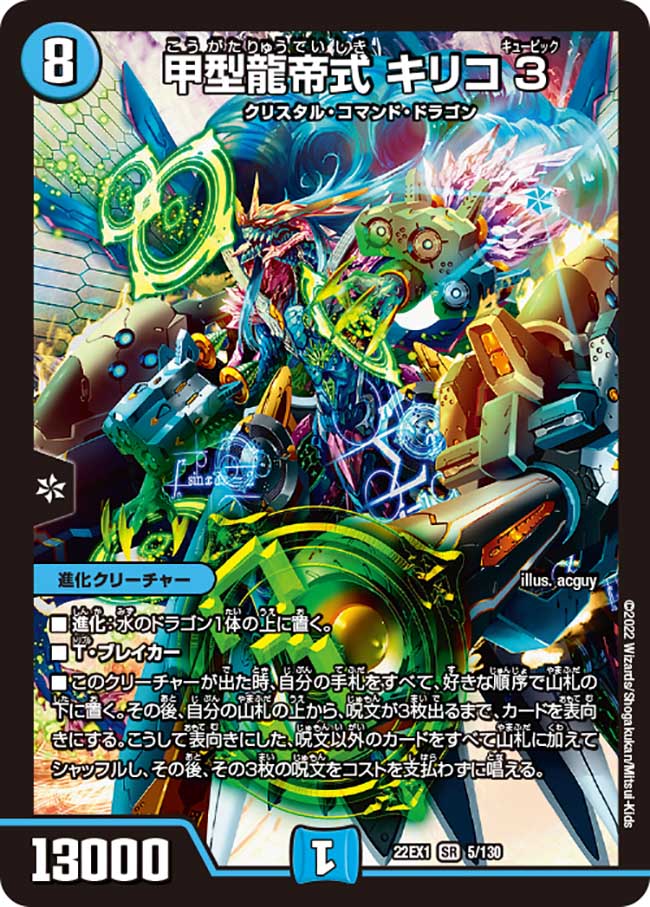 8
こうがたりゅうていしき キュービック
甲型龍帝式 キリコ 3
クリスタル・コマンド・ドラゴン
sin x dx
進化クリーチャー
illus. acguy
■進化:水のドラゴン1体の上に置く。
■T・ブレイカー
■このクリーチャーが出た時、自分の手札をすべて、好きな順序で山札の
下に置く。その後、自分の山札の上から、呪文が3枚出るまで、カードを表向
きにする。こうして表向きにした、呪文以外のカードをすべて山札に加えて
シャッフルし、その後、その3枚の呪文をコストを支払わずに唱える。
©2022 Wizards/Shogakukan/Mitsui-Kids
13000
1
22EX1 SR 5/130